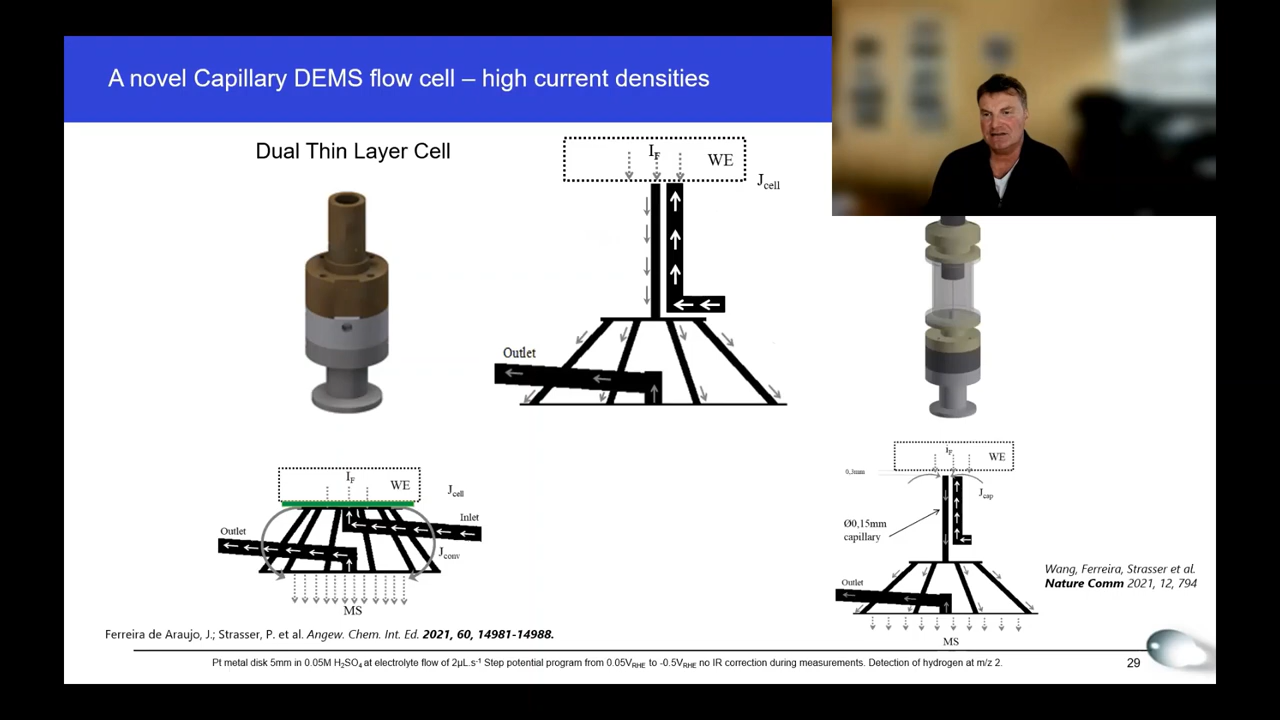 A novel Capillary DEMS flow cell – high current densities
Dual Thin Layer Cell
I_F
WE
J_cell
Outlet
I_F
WE
J_cell
Inlet
Outlet
J_conv
MS
I_F
WE
0,3mm
J_cap
Ø0,15mm
capillary
Outlet
MS
Wang, Ferreira, Strasser et al.
Nature Comm 2021, 12, 794
Ferreira de Araujo, J.; Strasser, P. et al. Angew. Chem. Int. Ed. 2021, 60, 14981-14988.
Pt metal disk 5mm in 0.05M H₂SO₄ at electrolyte flow of 2µL.s⁻¹ Step potential program from 0.05V_RHE to -0.5V_RHE no IR correction during measurements. Detection of hydrogen at m/z 2.
29